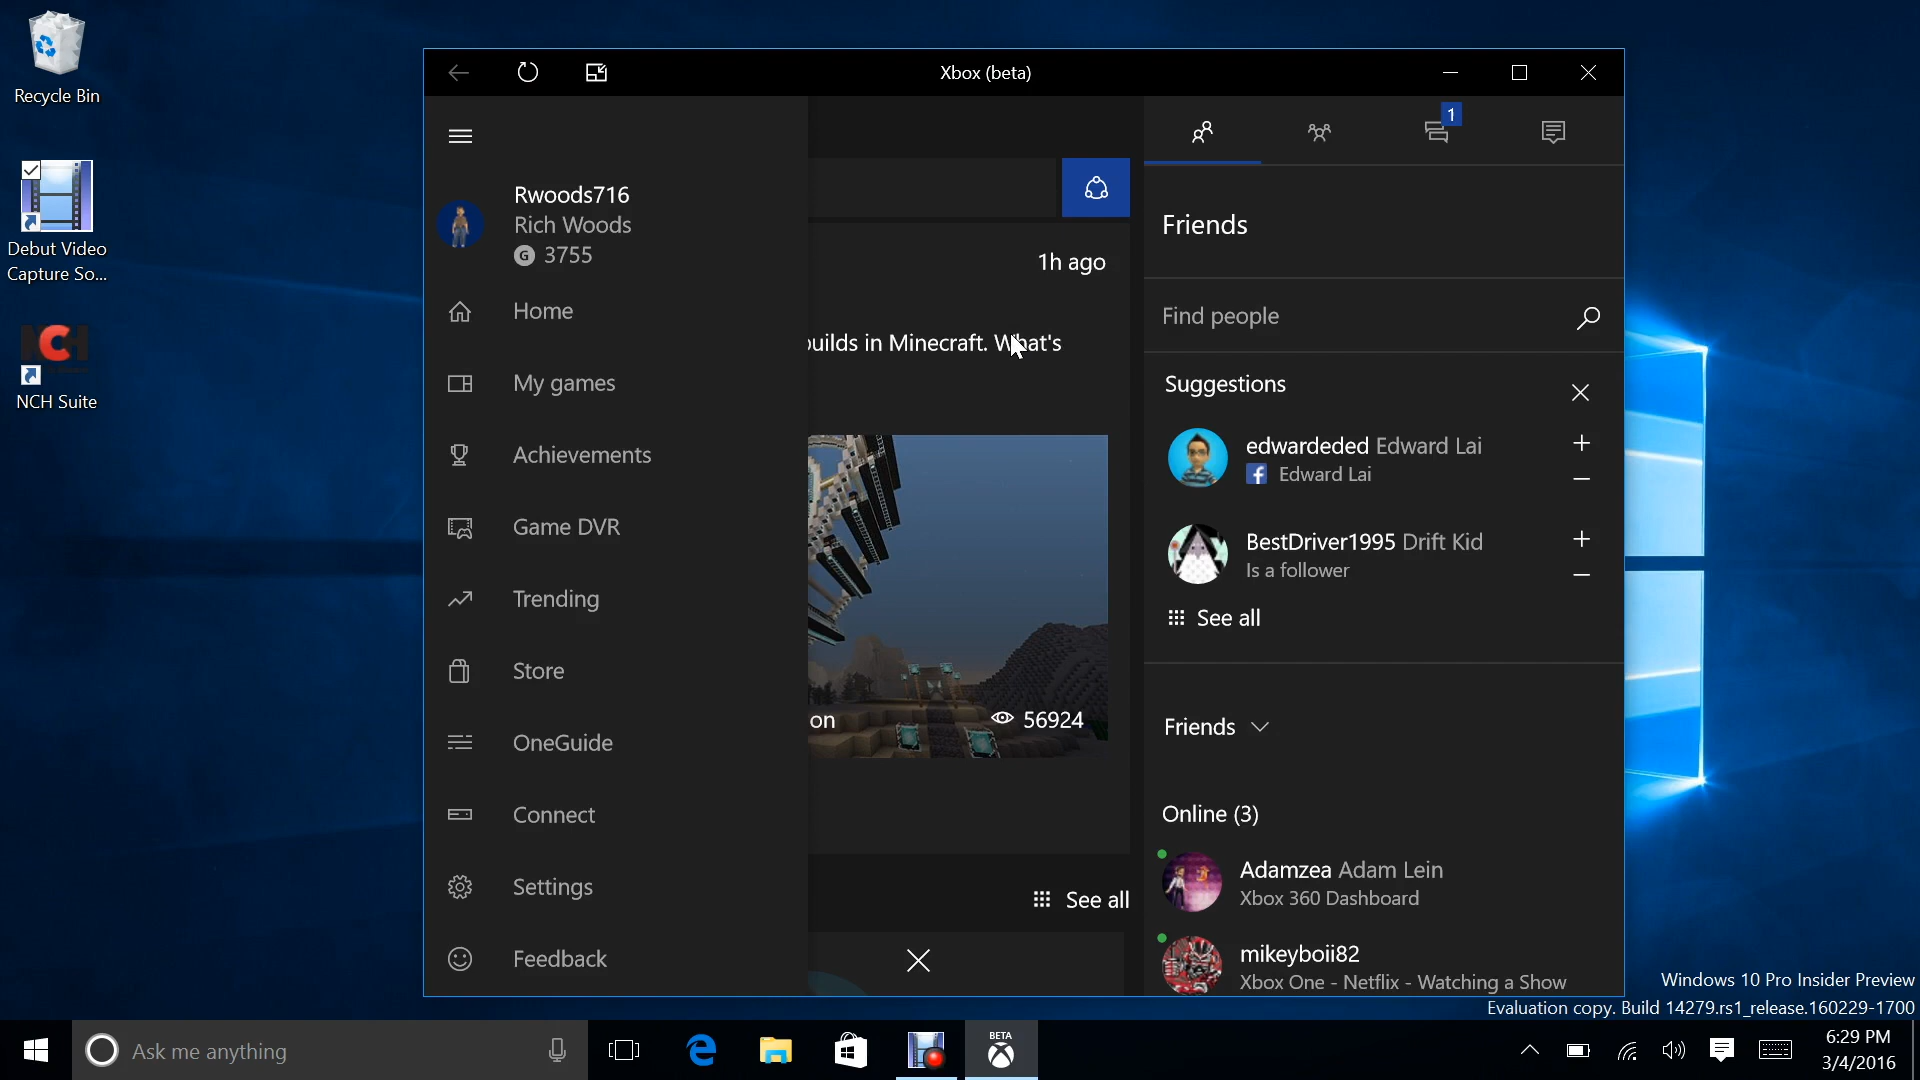 Recycle Bin
Debut Video
Capture So...
NCH Suite
Xbox (beta)
Rwoods716
Rich Woods
G 3755
Home
My games
Achievements
Game DVR
Trending
Store
OneGuide
Connect
Settings
Feedback
1h ago
builds in Minecraft. What's
on
56924
See all
1
Friends
Find people
Suggestions
edwardeded Edward Lai
f Edward Lai
BestDriver1995 Drift Kid
Is a follower
See all
Friends
Online (3)
Adamzea Adam Lein
Xbox 360 Dashboard
mikeyboii82
Xbox One - Netflix - Watching a Show
Windows 10 Pro Insider Preview
Evaluation copy. Build 14279.rs1_release.160229-1700
Ask me anything
BETA
6:29 PM
3/4/2016